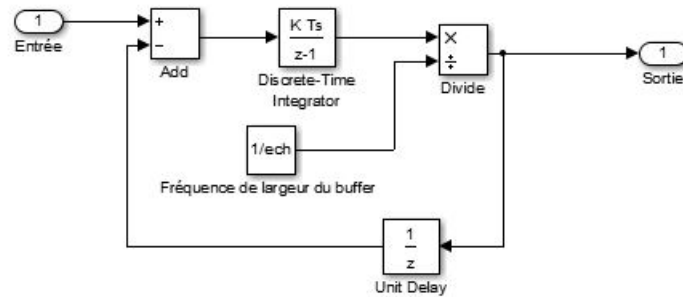 1
Entrée
+
−
Add
K Ts
z-1
Discrete-Time
Integrator
×
÷
Divide
1
Sortie
1/ech
Fréquence de largeur du buffer
1
z
Unit Delay